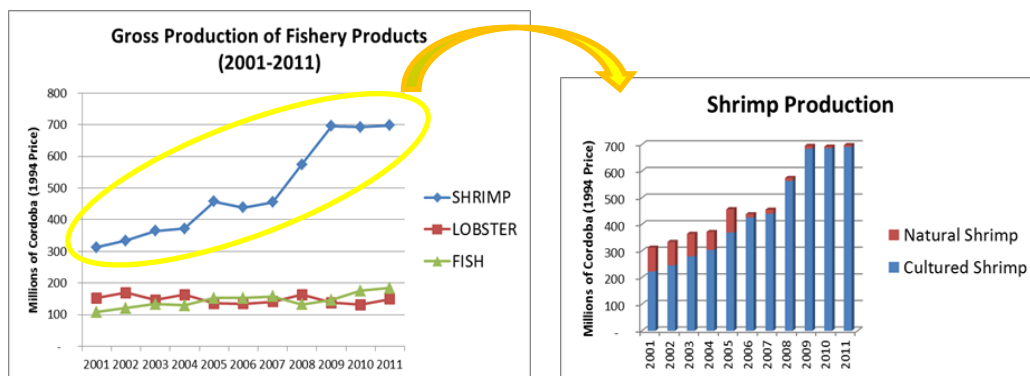 Gross Production of Fishery Products
(2001-2011)
Millions of Cordoba (1994 Price)
800
700
600
500
400
300
200
100
-
2001 2002 2003 2004 2005 2006 2007 2008 2009 2010 2011
SHRIMP
LOBSTER
FISH
Shrimp Production
Millions of Cordoba (1994 Price)
700
600
500
400
300
200
100
-
2001
2002
2003
2004
2005
2006
2007
2008
2009
2010
2011
Natural Shrimp
Cultured Shrimp